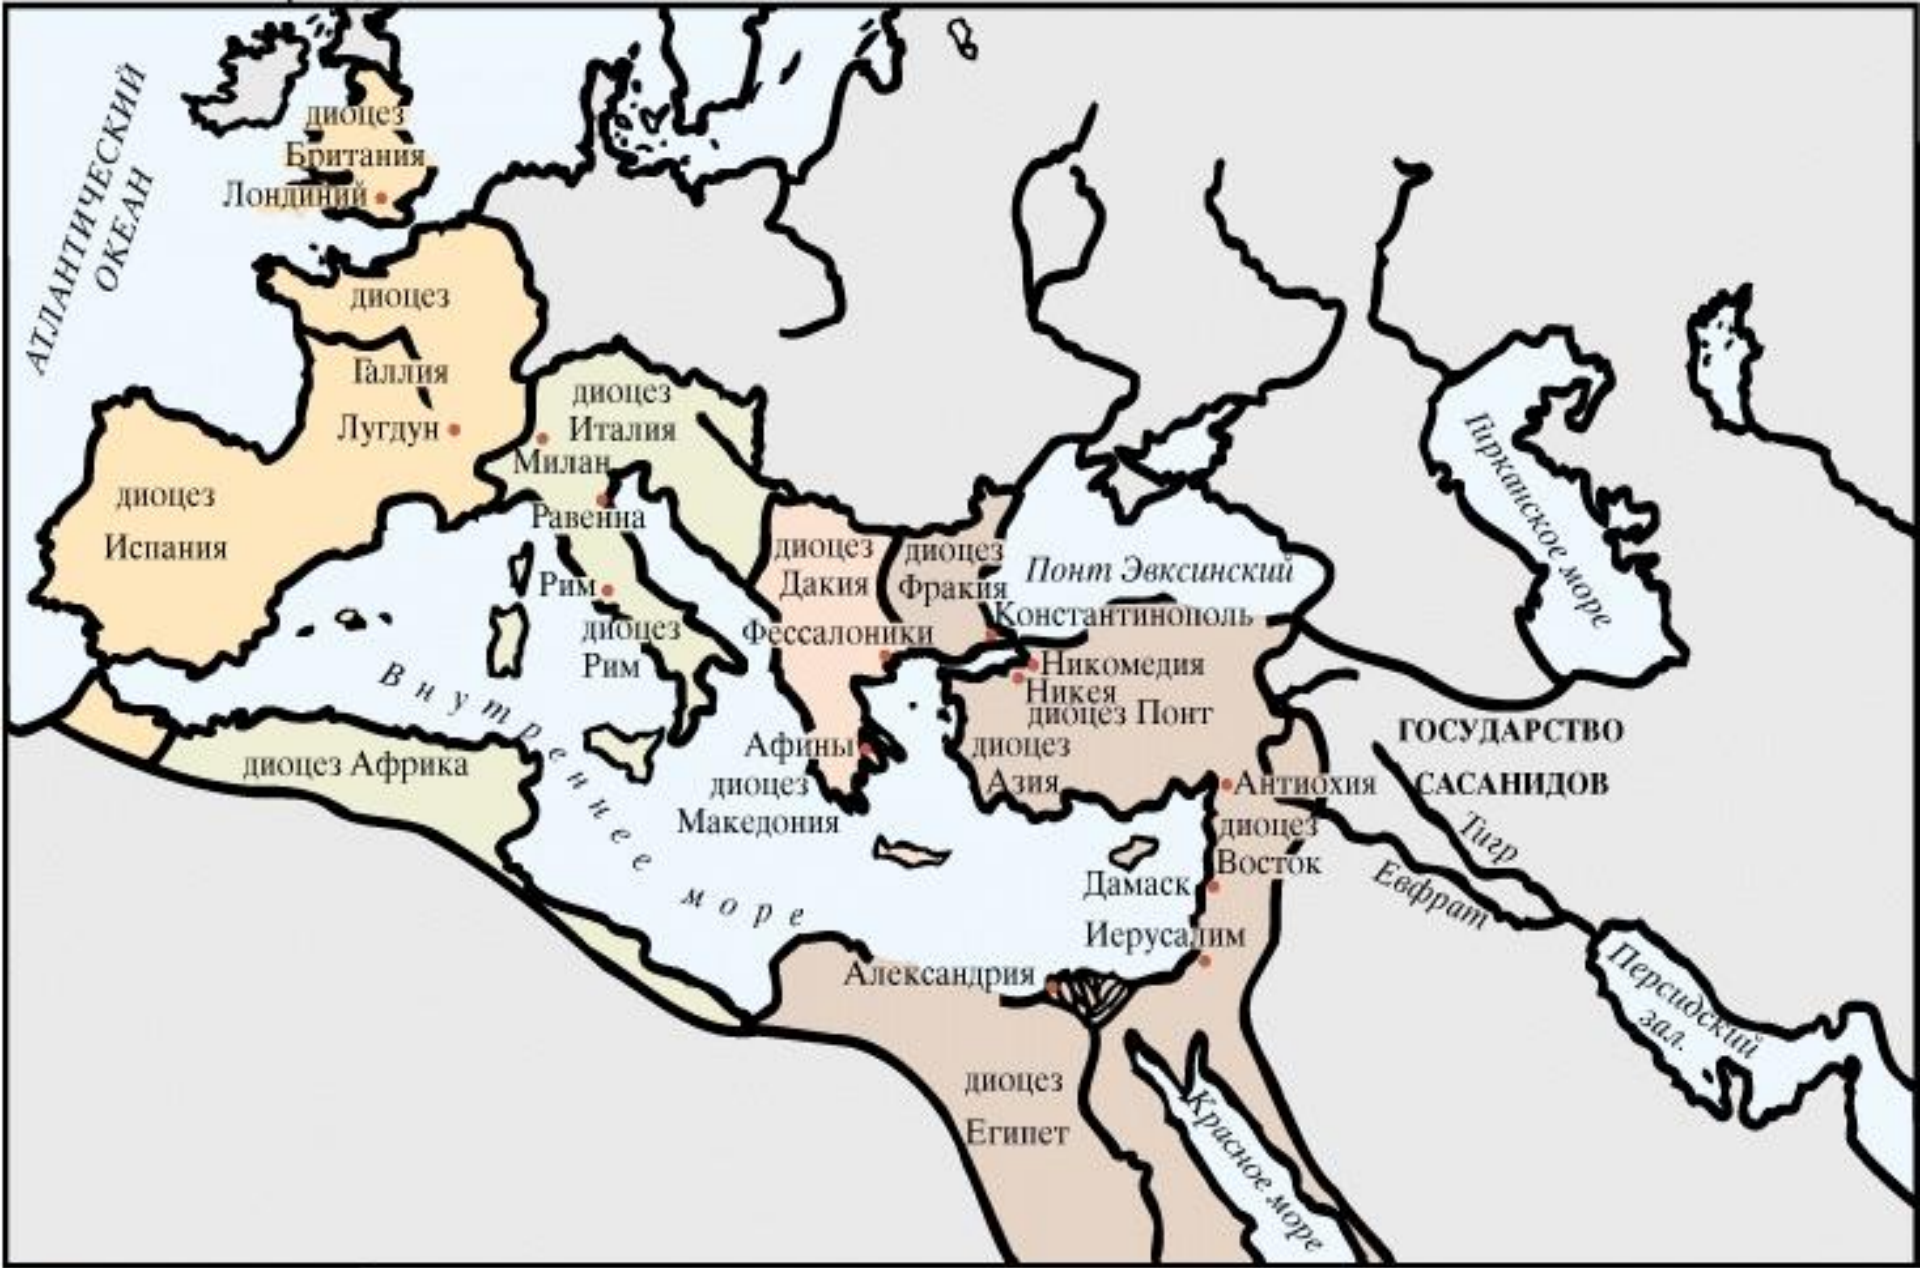 АТЛАНТИЧЕСКИЙ
ОКЕАН
диоцез
Британия
Лондиний
диоцез
Галлия
Лугдун
диоцез
Испания
диоцез
Италия
Милан
Равенна
Рим
диоцез
Рим
диоцез
Дакия
диоцез
Фракия
Фессалоники
Понт Эвксинский
Константинополь
Никомедия
Никея
диоцез Понт
диоцез
Азия
Афины
диоцез
Македония
диоцез Африка
Внутреннее море
Гирканское море
ГОСУДАРСТВО
САСАНИДОВ
Антиохия
диоцез
Восток
Тигр
Евфрат
Дамаск
Иерусалим
Александрия
диоцез
Египет
Красное море
Персидский
зал.